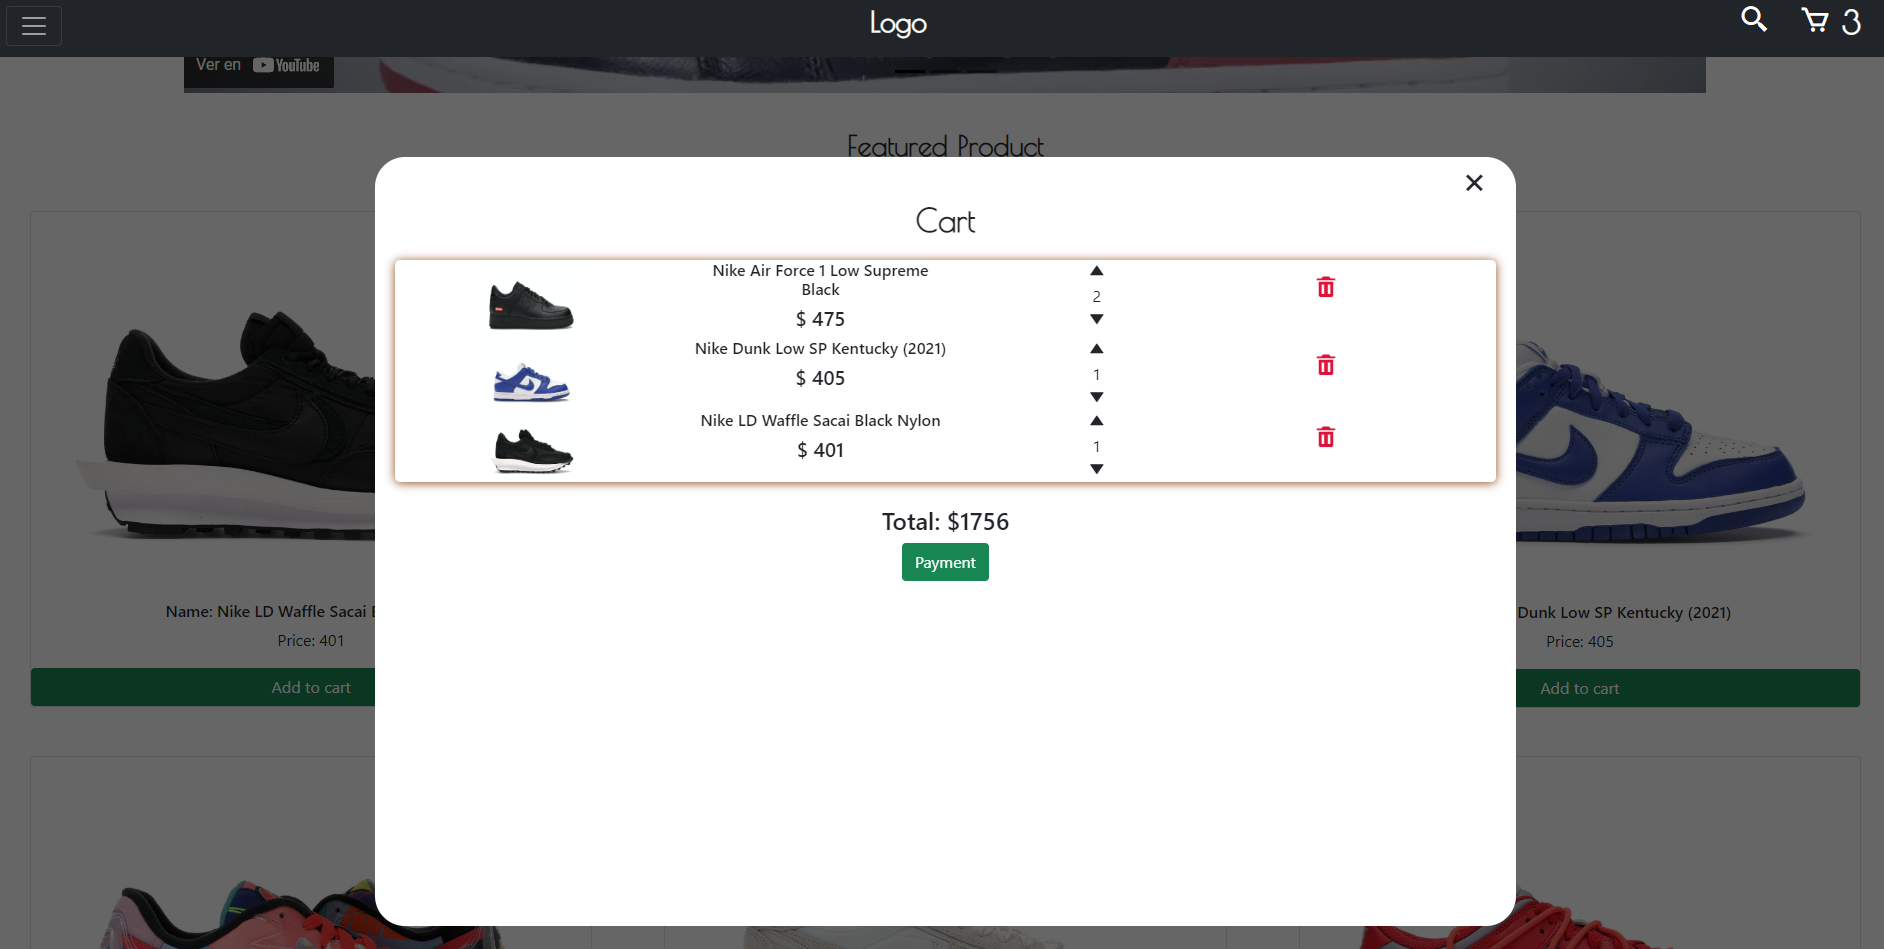 Logo
3
Ver en YouTube
Featured Product
Cart
Nike Air Force 1 Low Supreme
Black
$ 475
2
Nike Dunk Low SP Kentucky (2021)
$ 405
1
Nike LD Waffle Sacai Black Nylon
$ 401
1
Total: $1756
Payment
Name: Nike LD Waffle Sacai
Price: 401
Add to cart
Dunk Low SP Kentucky (2021)
Price: 405
Add to cart